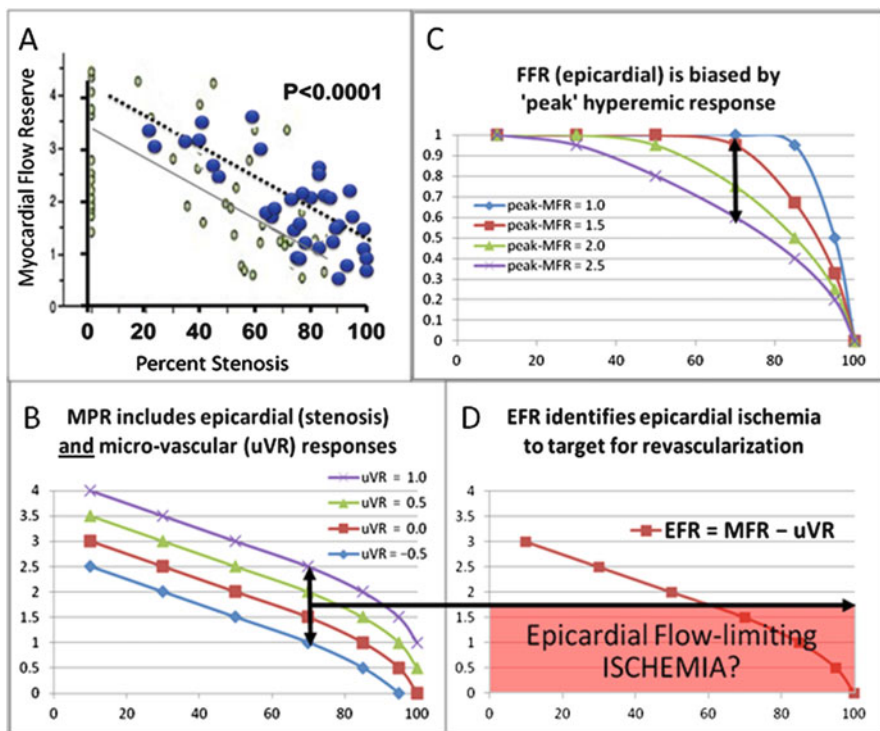 A
P<0.0001
Myocardial Flow Reserve
4
3
2
1
0
0 20 40 60 80 100
Percent Stenosis
C
FFR (epicardial) is biased by
'peak' hyperemic response
1
0.9
0.8
0.7
0.6
0.5
0.4
0.3
0.2
0.1
0
peak-MFR = 1.0
peak-MFR = 1.5
peak-MFR = 2.0
peak-MFR = 2.5
0 20 40 60 80 100
B
MPR includes epicardial (stenosis)
and micro-vascular (uVR) responses
4
3.5
3
2.5
2
1.5
1
0.5
0
uVR = 1.0
uVR = 0.5
uVR = 0.0
uVR = −0.5
0 20 40 60 80 100
D
EFR identifies epicardial ischemia
to target for revascularization
4
3.5
3
2.5
2
1.5
1
0.5
0
EFR = MFR − uVR
Epicardial Flow-limiting
ISCHEMIA?
0 20 40 60 80 100